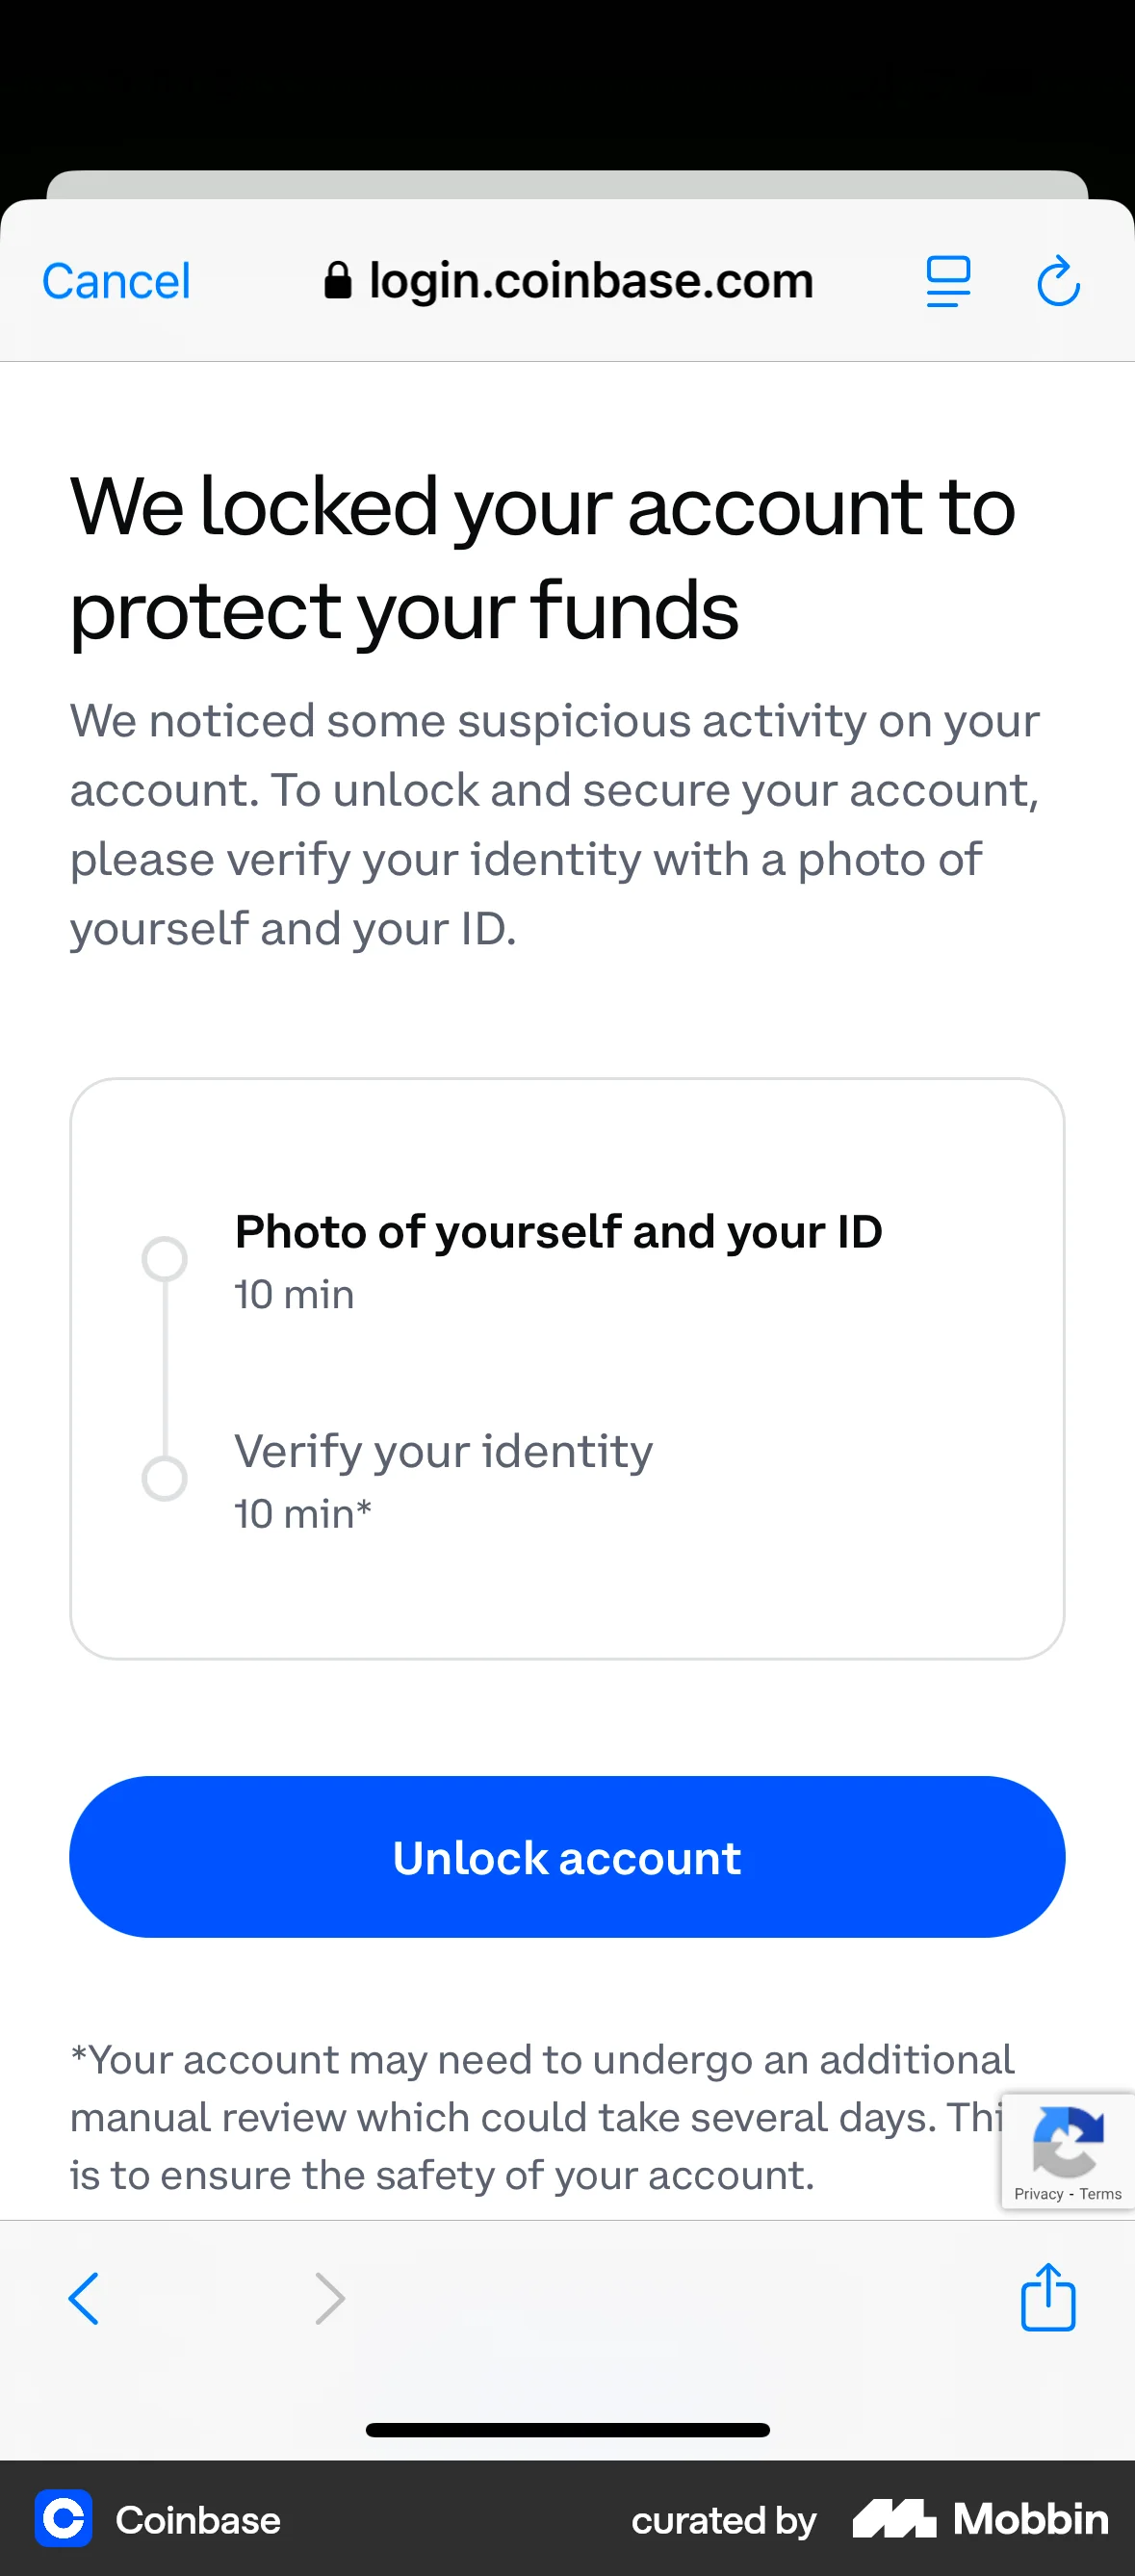 Cancel
login.coinbase.com
We locked your account to
protect your funds
We noticed some suspicious activity on your
account. To unlock and secure your account,
please verify your identity with a photo of
yourself and your ID.
Photo of yourself and your ID
10 min
Verify your identity
10 min*
Unlock account
*Your account may need to undergo an additional
manual review which could take several days. Thi
is to ensure the safety of your account.
Privacy - Terms
Coinbase
curated by Mobbin